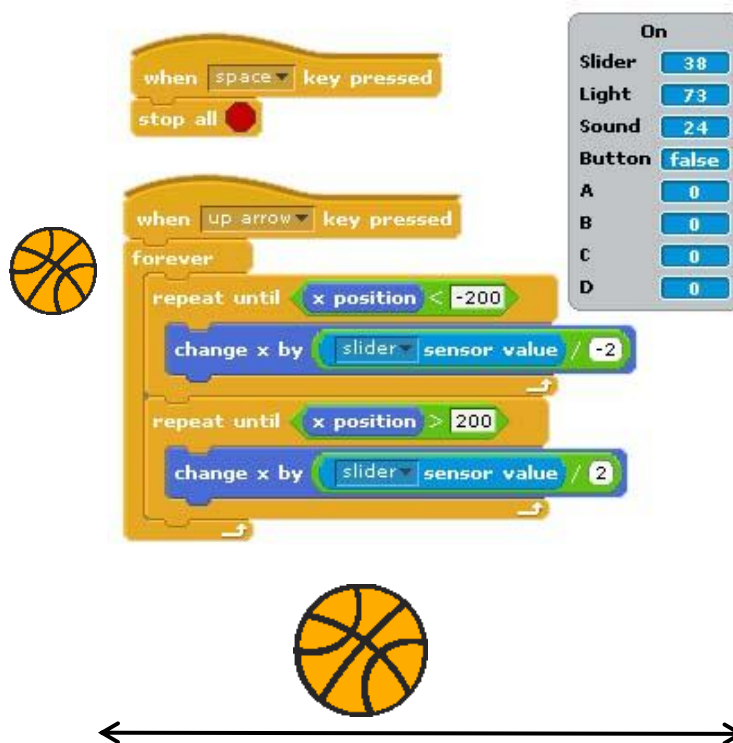 when space key pressed
stop all
when up arrow key pressed
forever
repeat until x position < -200
change x by slider sensor value / -2
repeat until x position > 200
change x by slider sensor value / 2
On
Slider 38
Light 73
Sound 24
Button false
A 0
B 0
C 0
D 0